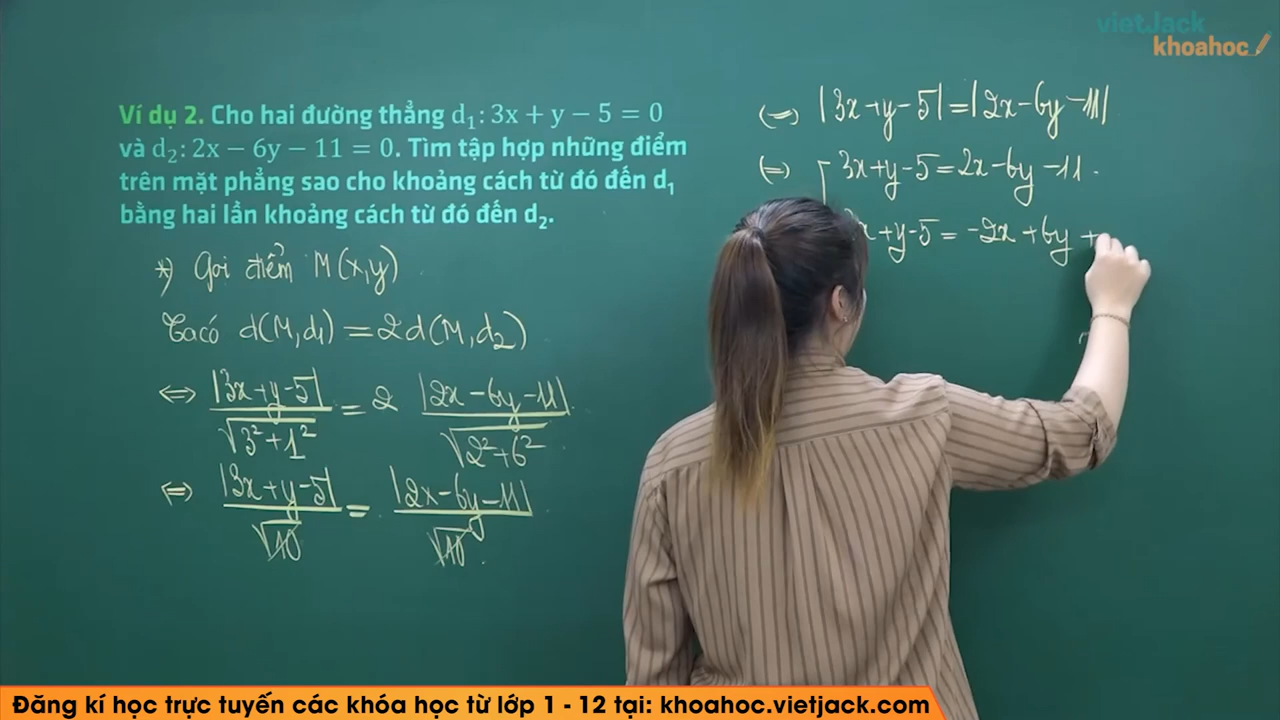 vietJack
khoahoc
Ví dụ 2. Cho hai đường thẳng d₁: 3x + y − 5 = 0
và d₂: 2x − 6y − 11 = 0. Tìm tập hợp những điểm
trên mặt phẳng sao cho khoảng cách từ đó đến d₁
bằng hai lần khoảng cách từ đó đến d₂.
*) Gọi điểm M(x,y)
Ta có d(M,d1) = 2d(M,d2)
<=> |3x+y-5| / √(3²+1²) = 2 |2x-6y-11| / √(2²+6²)
<=> |3x+y-5| / √10 = |2x-6y-11| / √10
<=> |3x+y-5| = |2x-6y-11|
<=> [ 3x+y-5 = 2x-6y-11.
x+y-5 = -2x+6y+
Đăng kí học trực tuyến các khóa học từ lớp 1 - 12 tại: khoahoc.vietjack.com